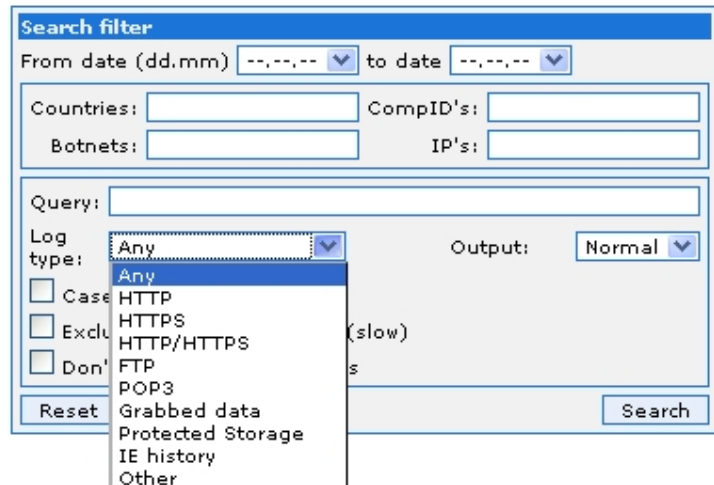 Search filter
From date (dd.mm) --.--.-- to date --.--.--
Countries: CompID's:
Botnets: IP's:
Query:
Log type: Any Output: Normal
Any
HTTP
HTTPS
HTTP/HTTPS
FTP
POP3
Grabbed data
Protected Storage
IE history
Other
Case
(slow)
Don'
Reset Search